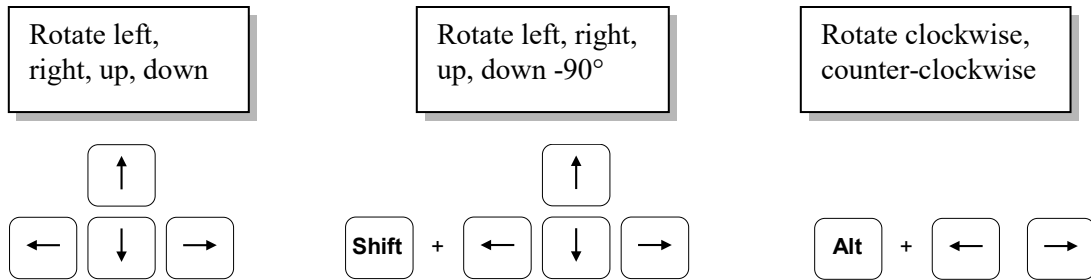 Rotate left,
right, up, down
Rotate left, right,
up, down -90°
Rotate clockwise,
counter-clockwise
↑
← ↓ →
↑
Shift + ← ↓ →
Alt + ← →